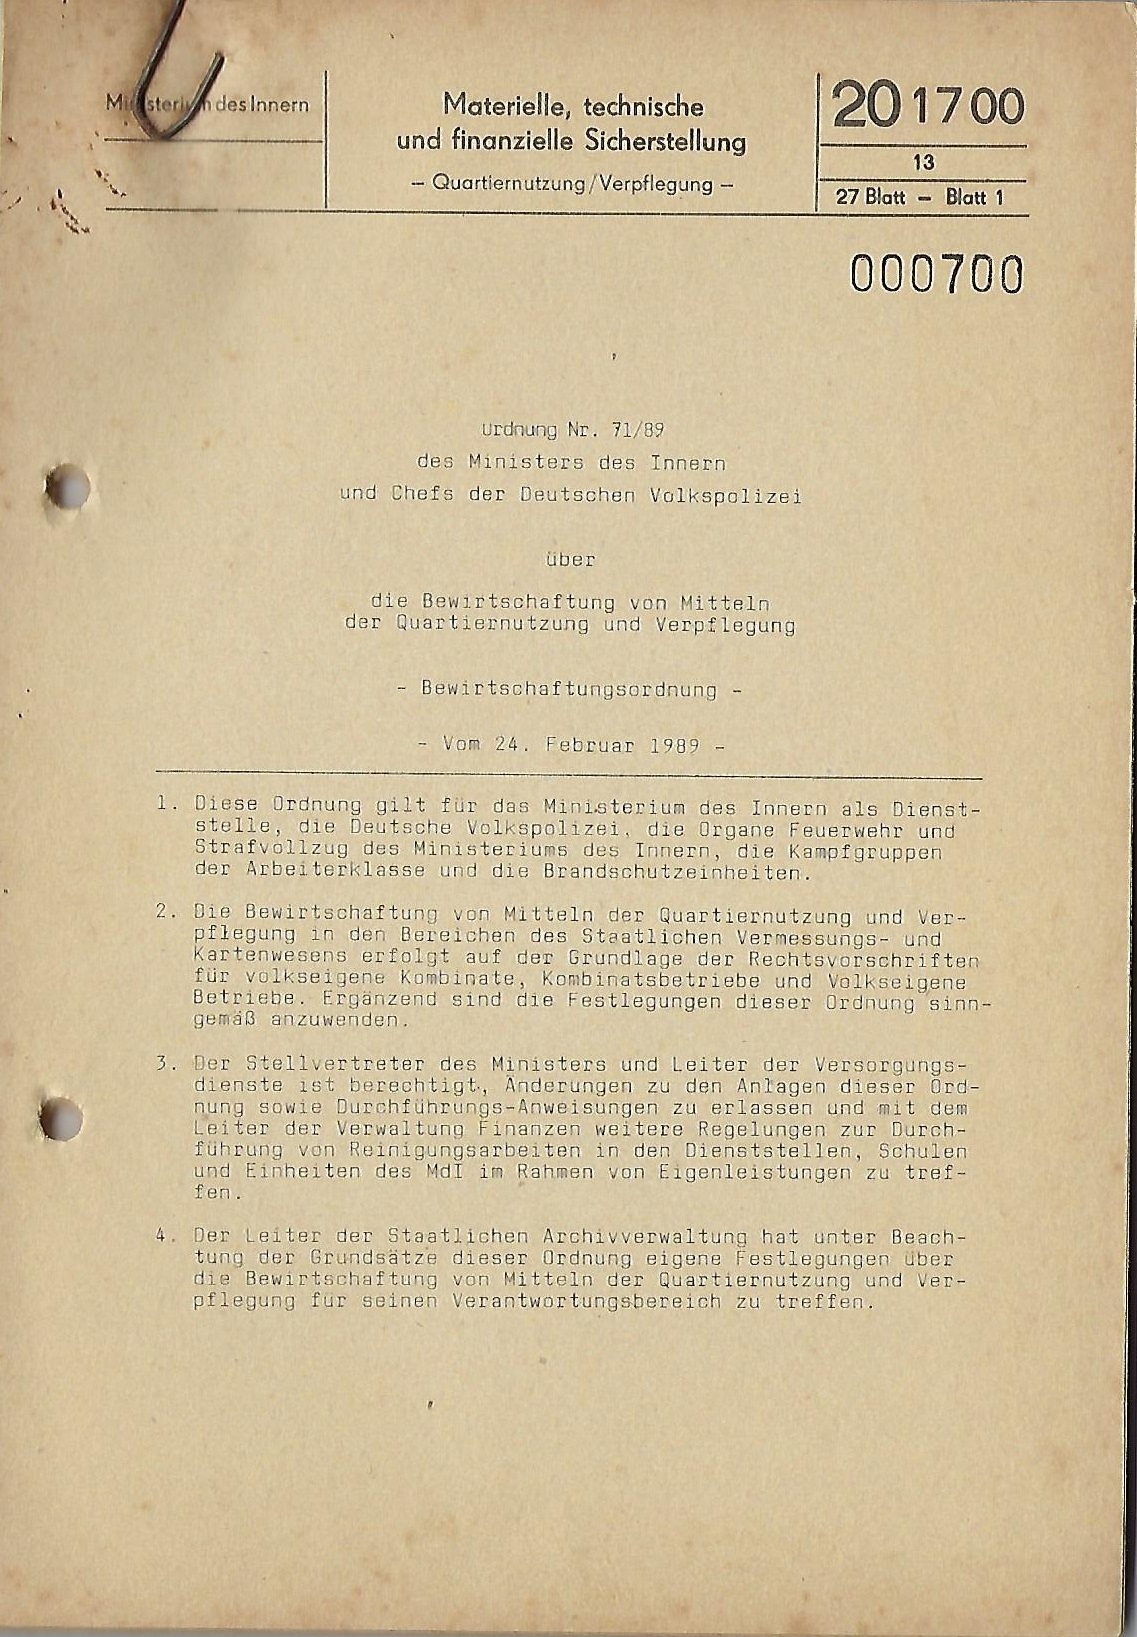 Ministerium des Innern
Materielle, technische
und finanzielle Sicherstellung
– Quartiernutzung/Verpflegung –
201700
13
27 Blatt – Blatt 1
000700
Ordnung Nr. 71/89
des Ministers des Innern
und Chefs der Deutschen Volkspolizei
über
die Bewirtschaftung von Mitteln
der Quartiernutzung und Verpflegung
- Bewirtschaftungsordnung -
- Vom 24. Februar 1989 -
1. Diese Ordnung gilt für das Ministerium des Innern als Dienst-
stelle, die Deutsche Volkspolizei, die Organe Feuerwehr und
Strafvollzug des Ministeriums des Innern, die Kampfgruppen
der Arbeiterklasse und die Brandschutzeinheiten.
2. Die Bewirtschaftung von Mitteln der Quartiernutzung und Ver-
pflegung in den Bereichen des Staatlichen Vermessungs- und
Kartenwesens erfolgt auf der Grundlage der Rechtsvorschriften
für volkseigene Kombinate, Kombinatsbetriebe und Volkseigene
Betriebe. Ergänzend sind die Festlegungen dieser Ordnung sinn-
gemäß anzuwenden.
3. Der Stellvertreter des Ministers und Leiter der Versorgungs-
dienste ist berechtigt, Änderungen zu den Anlagen dieser Ord-
nung sowie Durchführungs-Anweisungen zu erlassen und mit dem
Leiter der Verwaltung Finanzen weitere Regelungen zur Durch-
führung von Reinigungsarbeiten in den Dienststellen, Schulen
und Einheiten des MdI im Rahmen von Eigenleistungen zu tref-
fen.
4. Der Leiter der Staatlichen Archivverwaltung hat unter Beach-
tung der Grundsätze dieser Ordnung eigene Festlegungen über
die Bewirtschaftung von Mitteln der Quartiernutzung und Ver-
pflegung für seinen Verantwortungsbereich zu treffen.